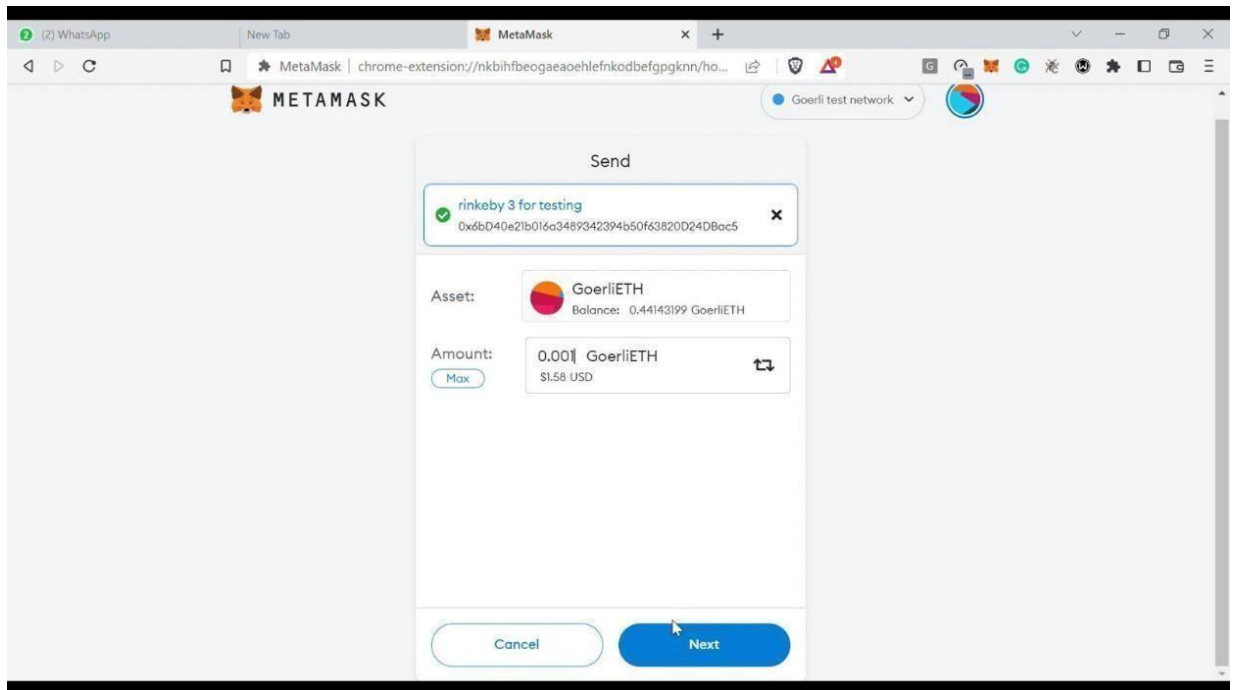 2 (2) WhatsApp
New Tab
MetaMask
MetaMask | chrome-extension://nkbihfbeogaeaoehlefnkodbefgpgknn/ho...
METAMASK
Goerli test network
Send
rinkeby 3 for testing
0x6bD40e21b016a3489342394b50f63820D24DBac5
Asset:
GoerliETH
Balance: 0.44143199 GoerliETH
Amount:
0.001 GoerliETH
Max
$1.58 USD
Cancel
Next